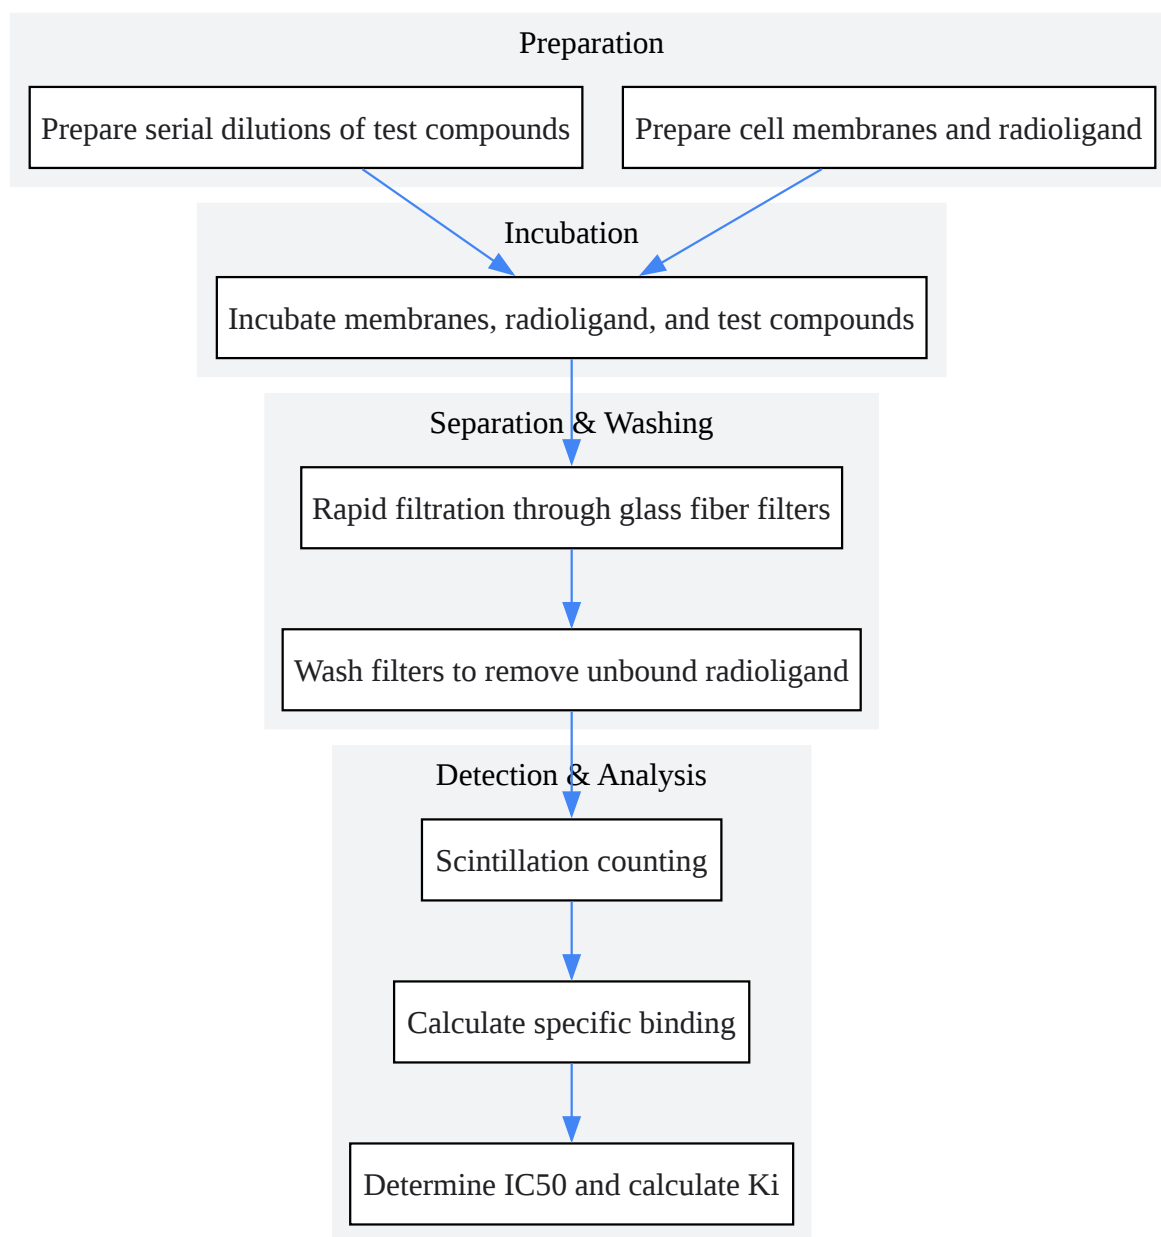 Preparation
Prepare serial dilutions of test compounds
Prepare cell membranes and radioligand
Incubation
Incubate membranes, radioligand, and test compounds
Separation & Washing
Rapid filtration through glass fiber filters
Wash filters to remove unbound radioligand
Detection & Analysis
Scintillation counting
Calculate specific binding
Determine IC50 and calculate Ki